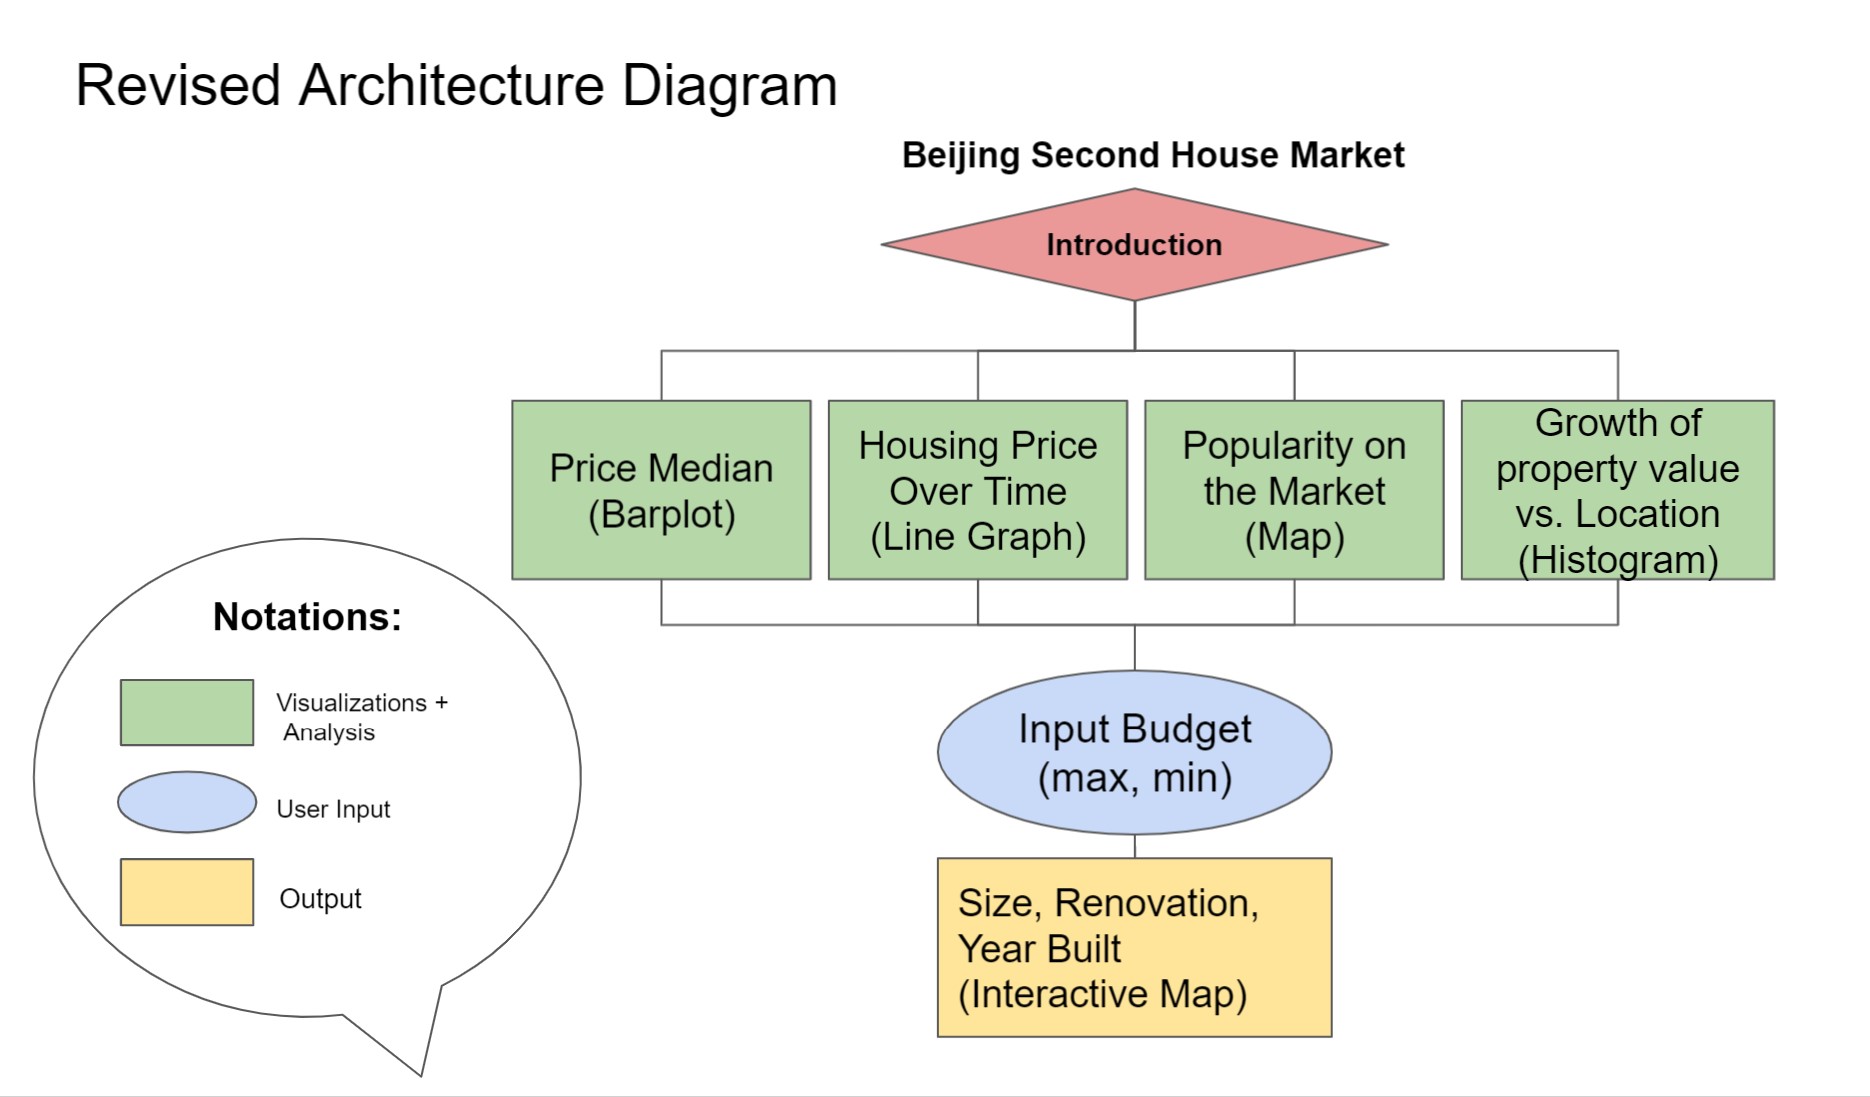 Revised Architecture Diagram
Beijing Second House Market
Introduction
Price Median
(Barplot)
Housing Price
Over Time
(Line Graph)
Popularity on
the Market
(Map)
Growth of
property value
vs. Location
(Histogram)
Notations:
Visualizations +
Analysis
User Input
Output
Input Budget
(max, min)
Size, Renovation,
Year Built
(Interactive Map)